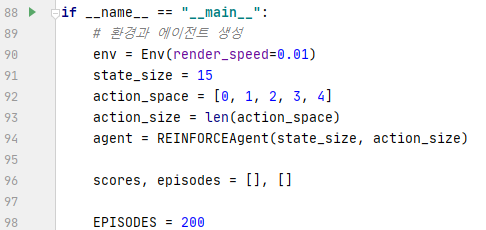 88 if __name__ == "__main__":
89 # 환경과 에이전트 생성
90 env = Env(render_speed=0.01)
91 state_size = 15
92 action_space = [0, 1, 2, 3, 4]
93 action_size = len(action_space)
94 agent = REINFORCEAgent(state_size, action_size)
95
96 scores, episodes = [], []
97
98 EPISODES = 200